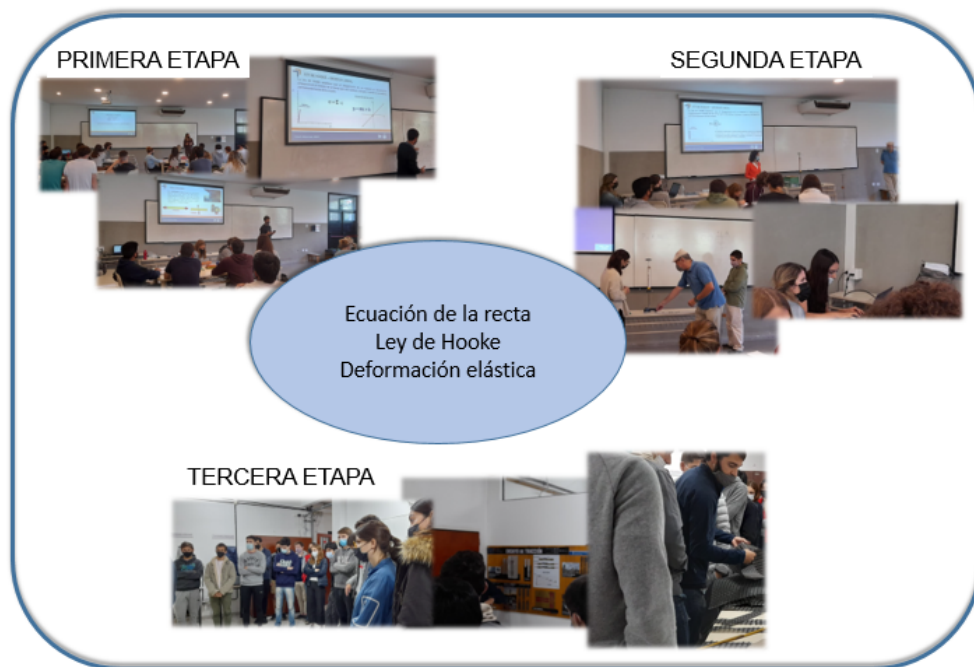 PRIMERA ETAPA
SEGUNDA ETAPA
Ecuación de la recta
Ley de Hooke
Deformación elástica
TERCERA ETAPA